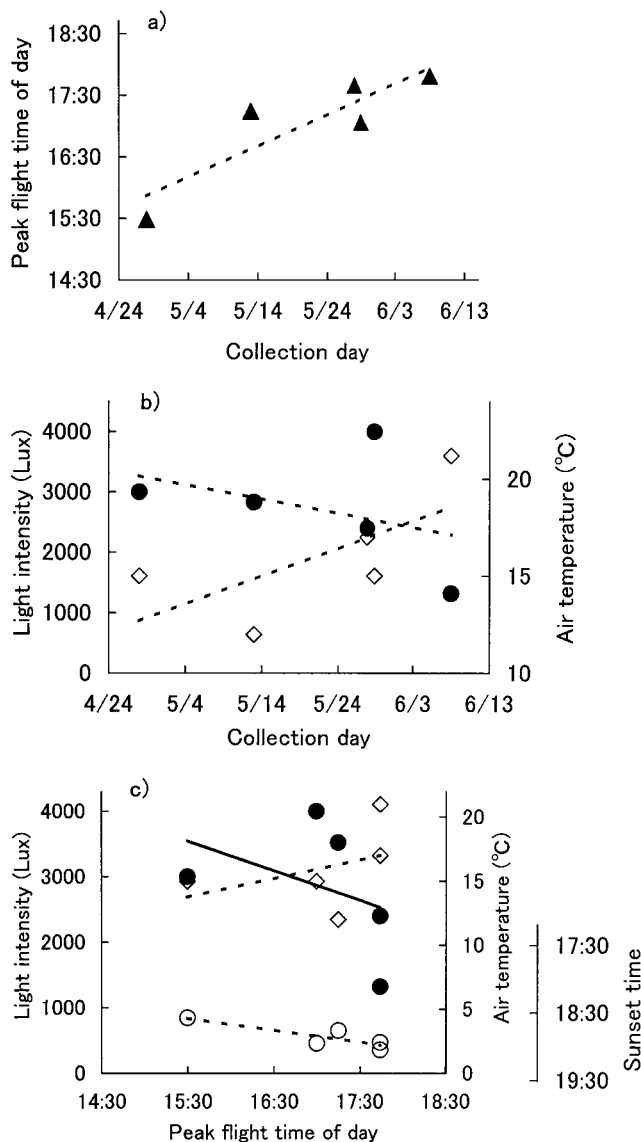 a)
Peak flight time of day
18:30
17:30
16:30
15:30
14:30
4/24 5/4 5/14 5/24 6/3 6/13
Collection day
b)
Light intensity (Lux)
4000
3000
2000
1000
0
20
15
10
Air temperature (℃)
4/24 5/4 5/14 5/24 6/3 6/13
Collection day
c)
Light intensity (Lux)
4000
3000
2000
1000
0
20
15
10
5
0
Air temperature (℃)
17:30
18:30
19:30
Sunset time
14:30 15:30 16:30 17:30 18:30
Peak flight time of day